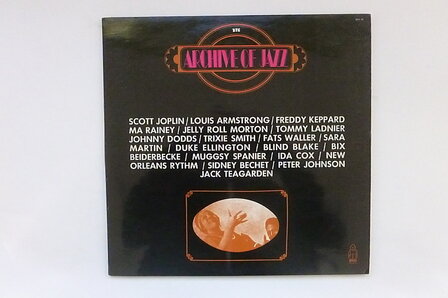 THE
ARCHIVE OF JAZZ
SCOTT JOPLIN / LOUIS ARMSTRONG / FREDDY KEPPARD
MA RAINEY / JELLY ROLL MORTON / TOMMY LADNIER
JOHNNY DODDS / TRIXIE SMITH / FATS WALLER / SARA
MARTIN / DUKE ELLINGTON / BLIND BLAKE / BIX
BEIDERBECKE / MUGGSY SPANIER / IDA COX / NEW
ORLEANS RYTHM / SIDNEY BECHET / PETER JOHNSON
JACK TEAGARDEN